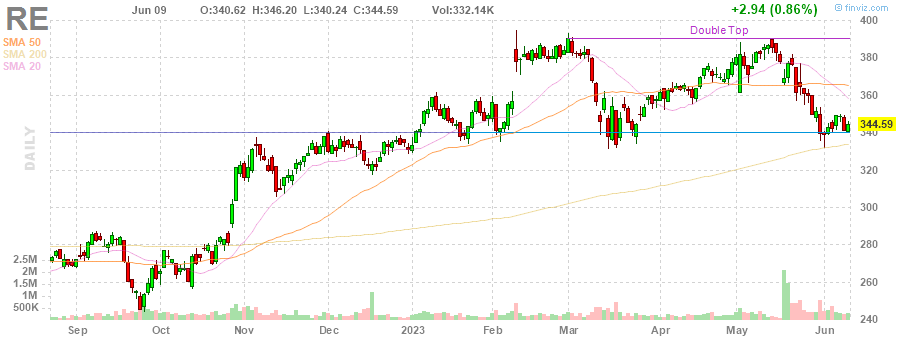 RE
Jun 09 O:340.62 H:346.20 L:340.24 C:344.59 Vol:332.14K
+2.94 (0.86%)
© finviz.com
SMA 50
SMA 200
SMA 20
DAILY
Double Top
400
380
360
344.59
340
320
300
280
260
240
2.5M
2M
1.5M
1M
500K
Sep Oct Nov Dec 2023 Feb Mar Apr May Jun